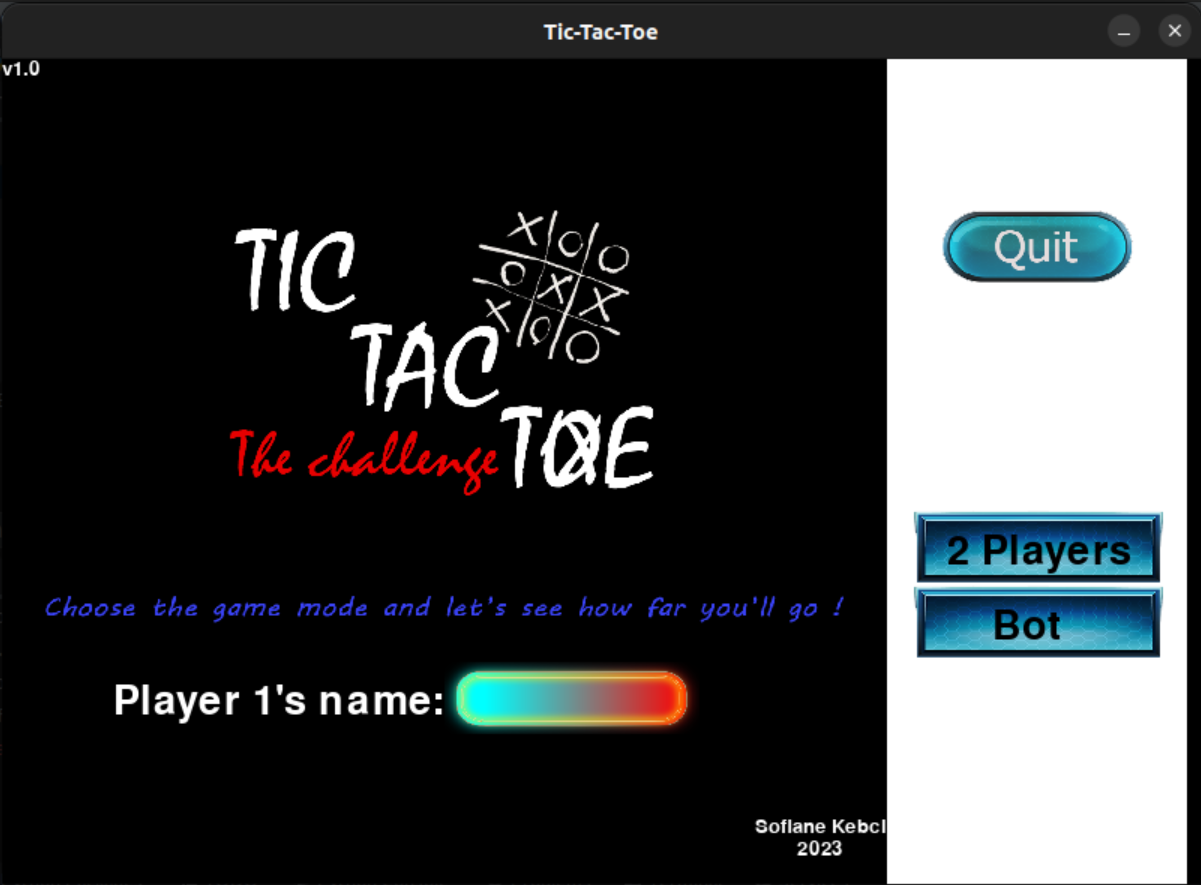 Tic-Tac-Toe
v1.0
TIC
TAC
TOE
The challenge
Choose the game mode and let's see how far you'll go !
Player 1's name:
Quit
2 Players
Bot
Sofiane Kebci
2023